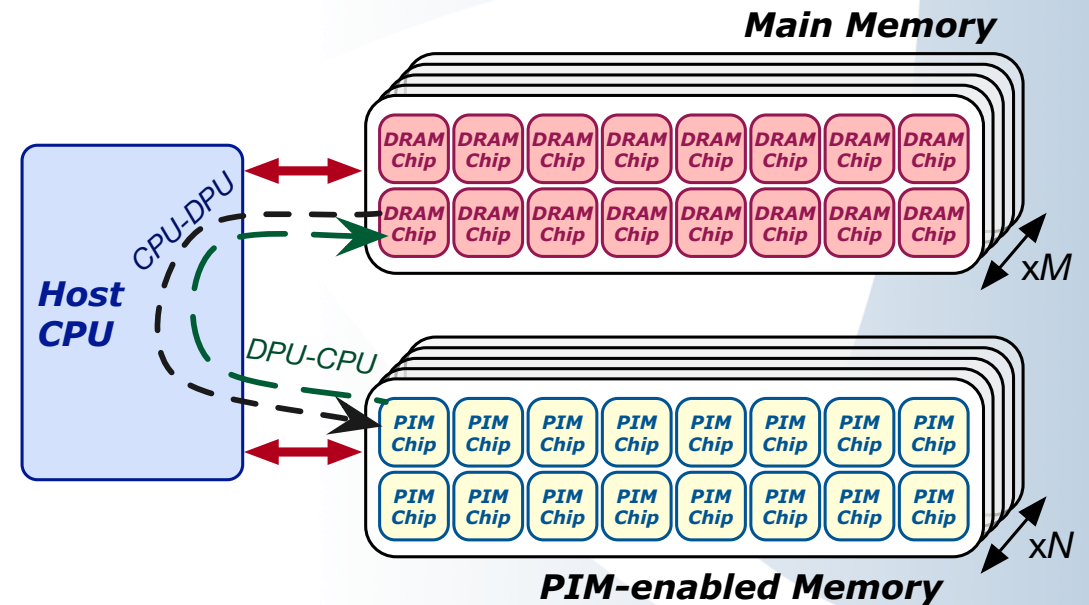 Main Memory
DRAM DRAM DRAM DRAM DRAM DRAM DRAM DRAM
Chip Chip Chip Chip Chip Chip Chip Chip
DRAM DRAM DRAM DRAM DRAM DRAM DRAM DRAM
Chip Chip Chip Chip Chip Chip Chip Chip
xM
CPU-DPU
Host
CPU
DPU-CPU
PIM PIM PIM PIM PIM PIM PIM PIM
Chip Chip Chip Chip Chip Chip Chip Chip
PIM PIM PIM PIM PIM PIM PIM PIM
Chip Chip Chip Chip Chip Chip Chip Chip
xN
PIM-enabled Memory